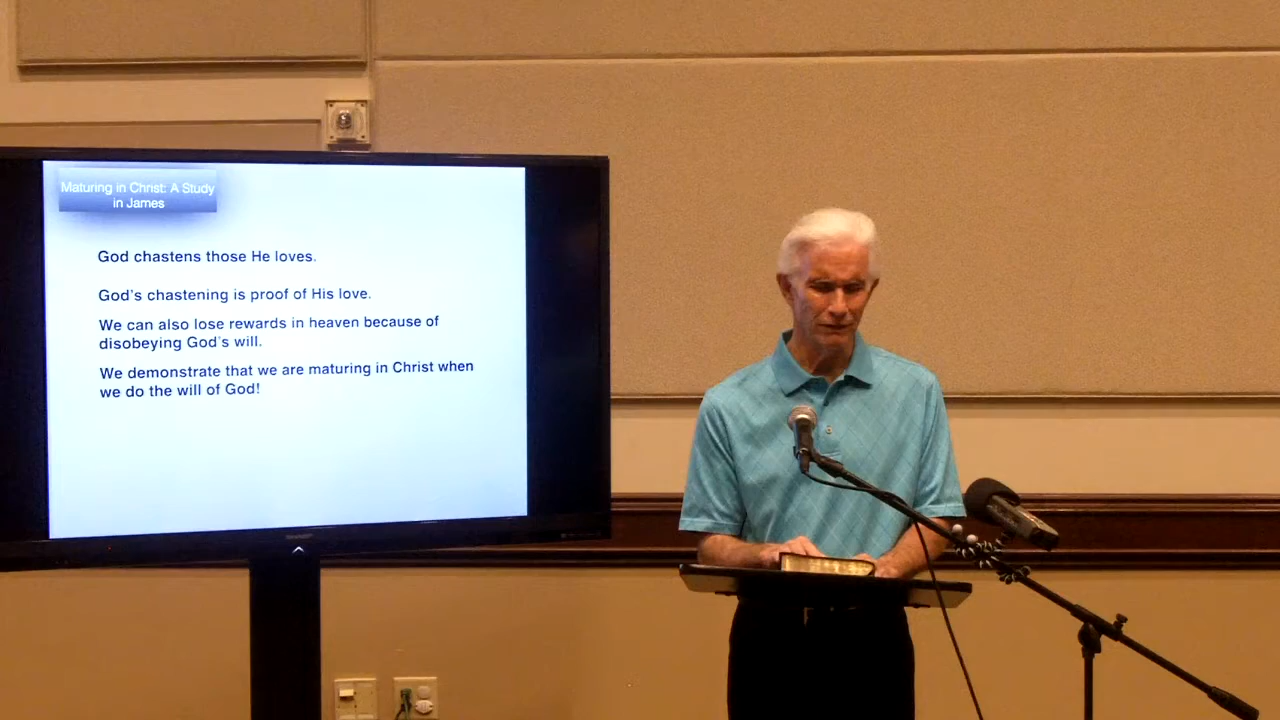 Maturing in Christ: A Study
in James
God chastens those He loves.
God's chastening is proof of His love.
We can also lose rewards in heaven because of
disobeying God's will.
We demonstrate that we are maturing in Christ when
we do the will of God!